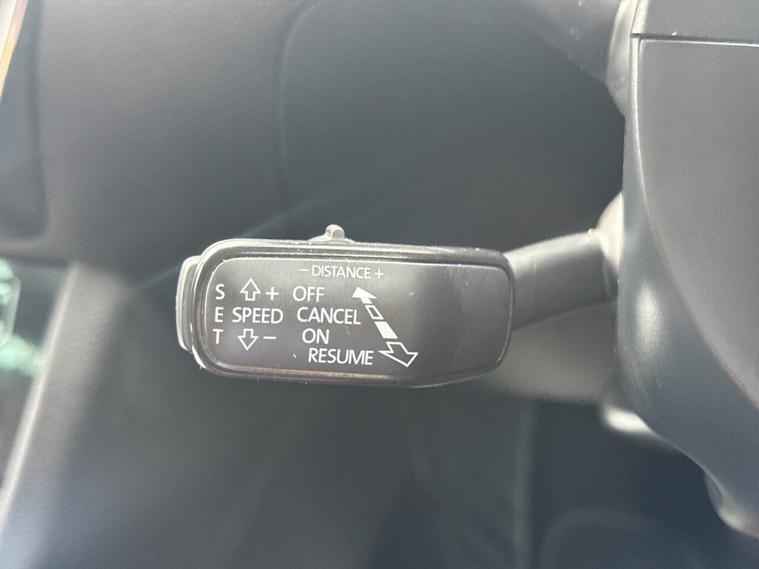 − DISTANCE +
S + OFF
E SPEED CANCEL
T − ON
RESUME